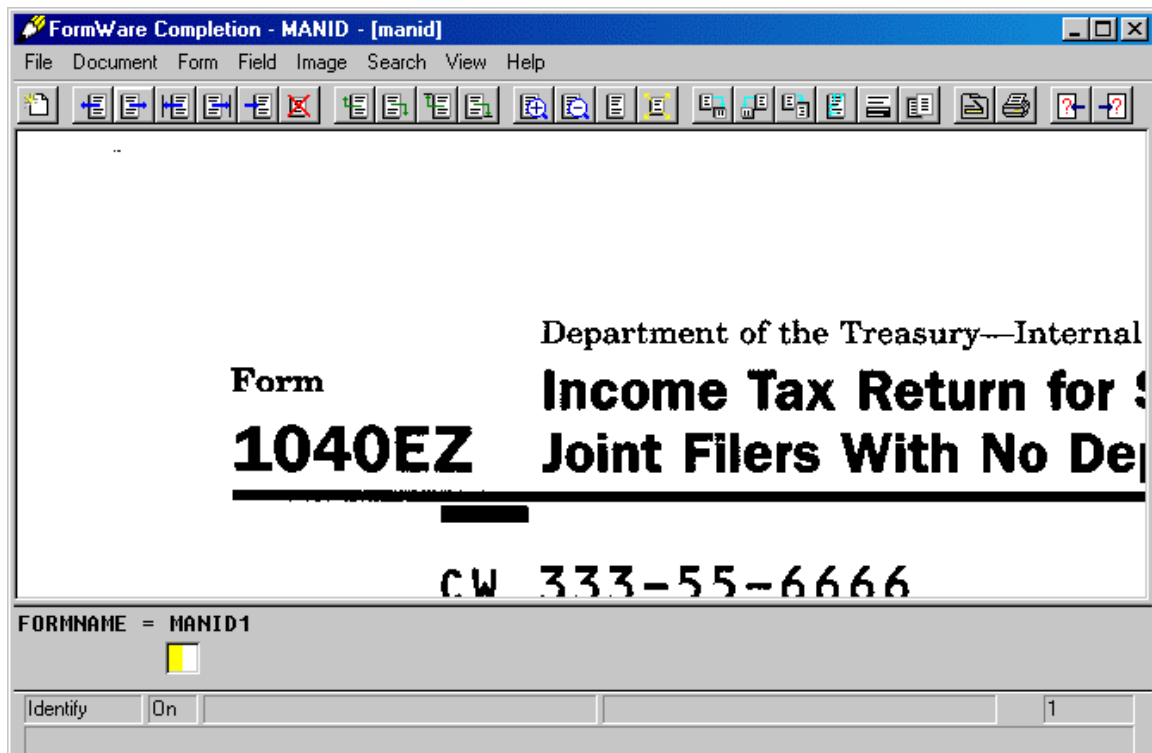 FormWare Completion - MANID - [manid]
File Document Form Field Image Search View Help
Department of the Treasury—Internal
Form
Income Tax Return for
1040EZ
Joint Filers With No
CW 333-55-6666
FORMNAME = MANID1
Identify On 1